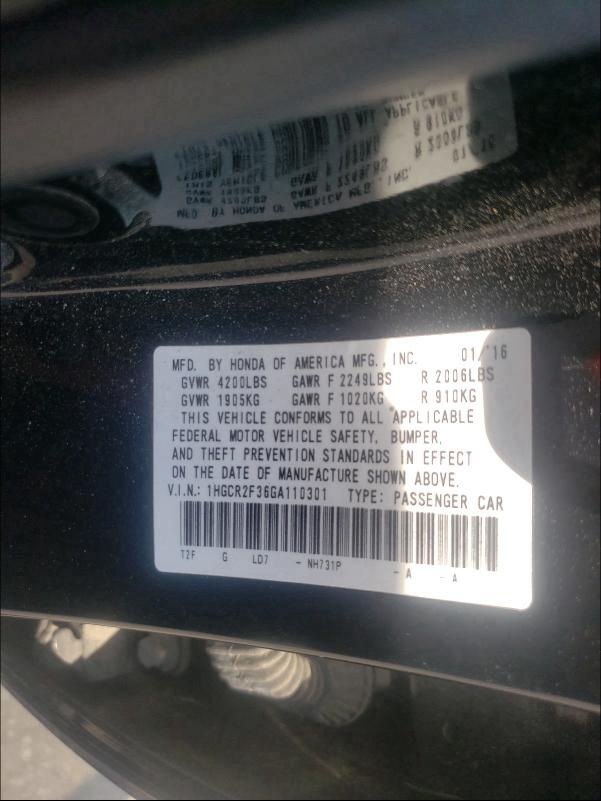 MFD. BY HONDA OF AMERICA MFG., INC. 01/'16
GVWR 4200LBS GAWR F 2249LBS R 2006LBS
GVWR 1905KG GAWR F 1020KG R 910KG
THIS VEHICLE CONFORMS TO ALL APPLICABLE
FEDERAL MOTOR VEHICLE SAFETY, BUMPER,
AND THEFT PREVENTION STANDARDS IN EFFECT
ON THE DATE OF MANUFACTURE SHOWN ABOVE.
V.I.N.: 1HGCR2F36GA110301 TYPE: PASSENGER CAR
T2F G LD7 - NH731P - A - A